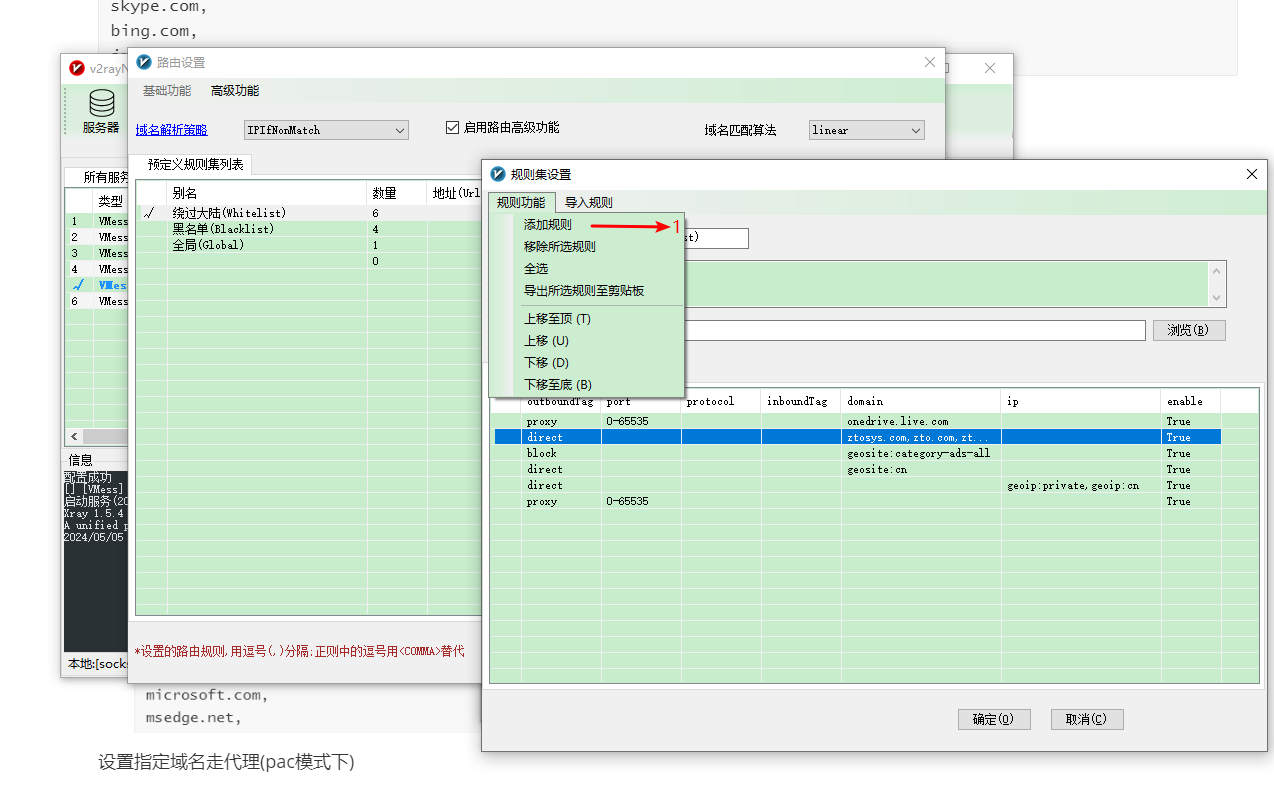 skype.com,
bing.com,
v2rayN
服务器
所有服务
类型
1 VMess
2 VMess
3 VMess
4 VMess
VMess
6 VMess
信息
配置成功
[] [VMess]
启动服务(20
Xray 1.5.4
A unified p
2024/05/05
本地:[socks
路由设置
基础功能 高级功能
域名解析策略 IPIfNonMatch 启用路由高级功能 域名匹配算法 linear
预定义规则集列表
别名 数量 地址(Url
√ 绕过大陆(Whitelist) 6
黑名单(Blacklist) 4
全局(Global) 1
0
*设置的路由规则,用逗号(,)分隔;正则中的逗号用<COMMA>替代
规则集设置
规则功能 导入规则
添加规则 1
移除所选规则
全选
导出所选规则至剪贴板
上移至顶 (T)
上移 (U)
下移 (D)
下移至底 (B)
st)
浏览(B)
outboundTag port protocol inboundTag domain ip enable
proxy 0-65535 onedrive.live.com True
direct ztosys.com,zto.com,zt... True
block geosite:category-ads-all True
direct geosite:cn True
direct geoip:private,geoip:cn True
proxy 0-65535 True
确定(O) 取消(C)
microsoft.com,
msedge.net,
设置指定域名走代理(pac模式下)